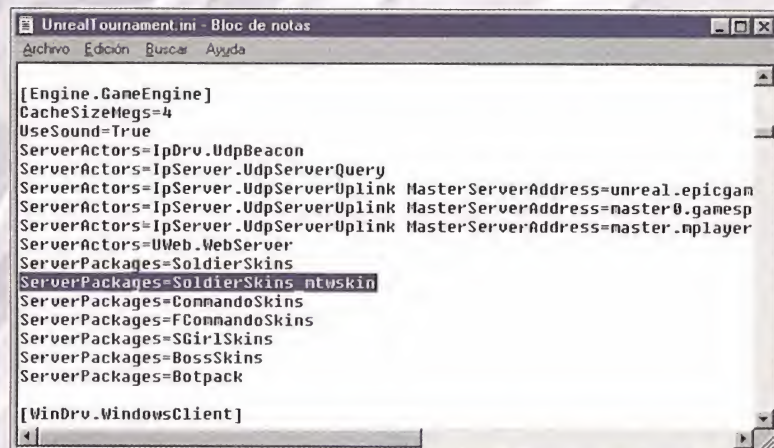 UnrealTournament.ini - Bloc de notas
Archivo Edición Buscar Ayuda
[Engine.GameEngine]
CacheSizeMegs=4
UseSound=True
ServerActors=IpDrv.UdpBeacon
ServerActors=IpServer.UdpServerQuery
ServerActors=IpServer.UdpServerUplink MasterServerAddress=unreal.epicgam
ServerActors=IpServer.UdpServerUplink MasterServerAddress=master0.gamesp
ServerActors=IpServer.UdpServerUplink MasterServerAddress=master.mplayer
ServerActors=UWeb.WebServer
ServerPackages=SoldierSkins
ServerPackages=SoldierSkins_mtwskin
ServerPackages=CommandoSkins
ServerPackages=FCommandoSkins
ServerPackages=SGirlSkins
ServerPackages=BossSkins
ServerPackages=Botpack
[WinDrv.WindowsClient]